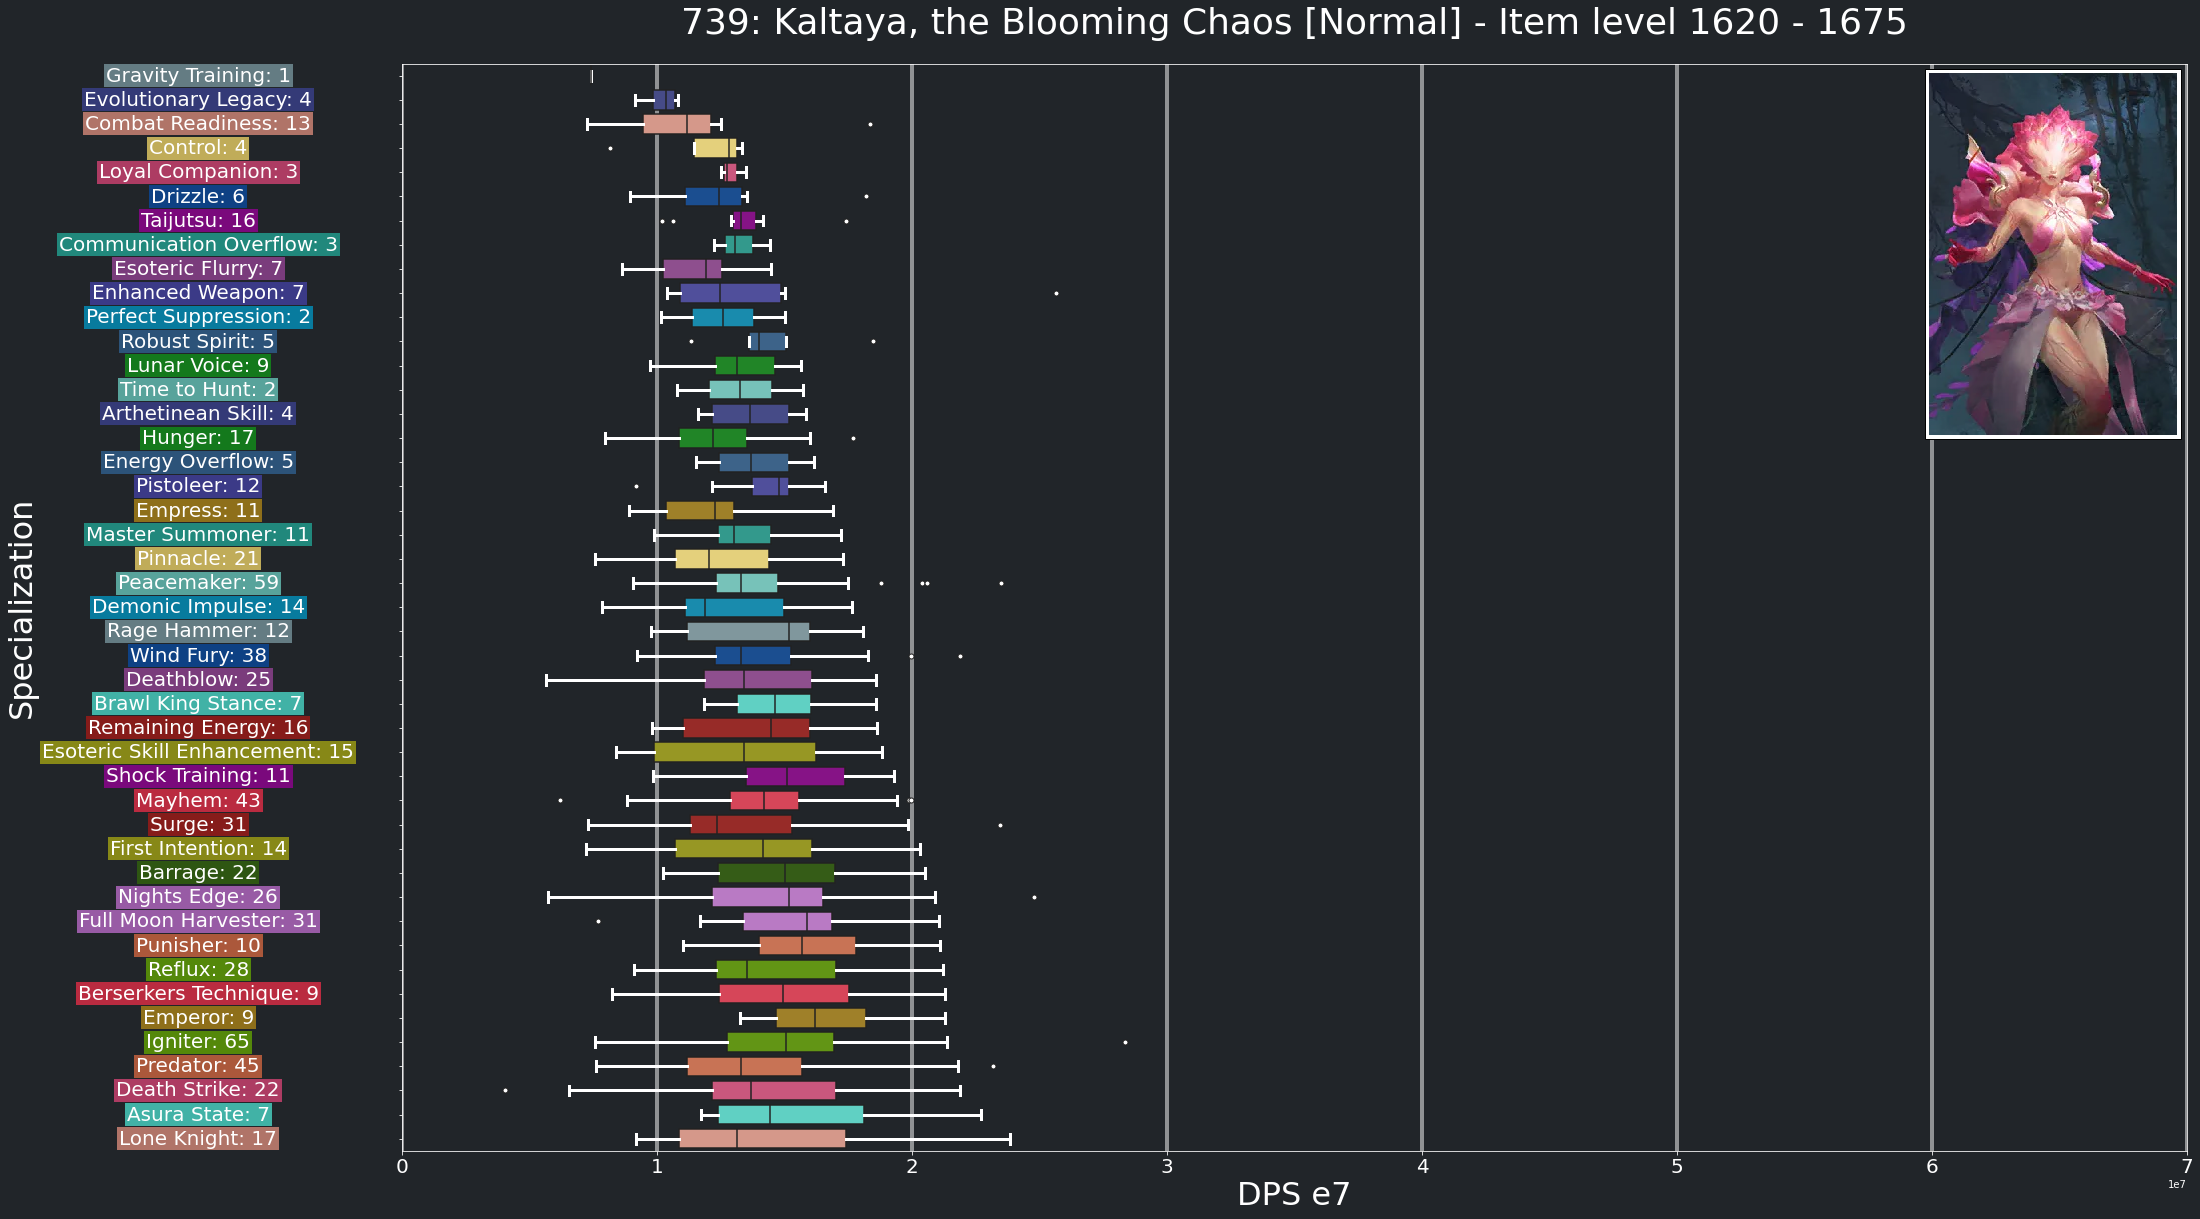 739: Kaltaya, the Blooming Chaos [Normal] - Item level 1620 - 1675
Specialization
Gravity Training: 1
Evolutionary Legacy: 4
Combat Readiness: 13
Control: 4
Loyal Companion: 3
Drizzle: 6
Taijutsu: 16
Communication Overflow: 3
Esoteric Flurry: 7
Enhanced Weapon: 7
Perfect Suppression: 2
Robust Spirit: 5
Lunar Voice: 9
Time to Hunt: 2
Arthetinean Skill: 4
Hunger: 17
Energy Overflow: 5
Pistoleer: 12
Empress: 11
Master Summoner: 11
Pinnacle: 21
Peacemaker: 59
Demonic Impulse: 14
Rage Hammer: 12
Wind Fury: 38
Deathblow: 25
Brawl King Stance: 7
Remaining Energy: 16
Esoteric Skill Enhancement: 15
Shock Training: 11
Mayhem: 43
Surge: 31
First Intention: 14
Barrage: 22
Nights Edge: 26
Full Moon Harvester: 31
Punisher: 10
Reflux: 28
Berserkers Technique: 9
Emperor: 9
Igniter: 65
Predator: 45
Death Strike: 22
Asura State: 7
Lone Knight: 17
0 1 2 3 4 5 6 7
DPS e7
1e7